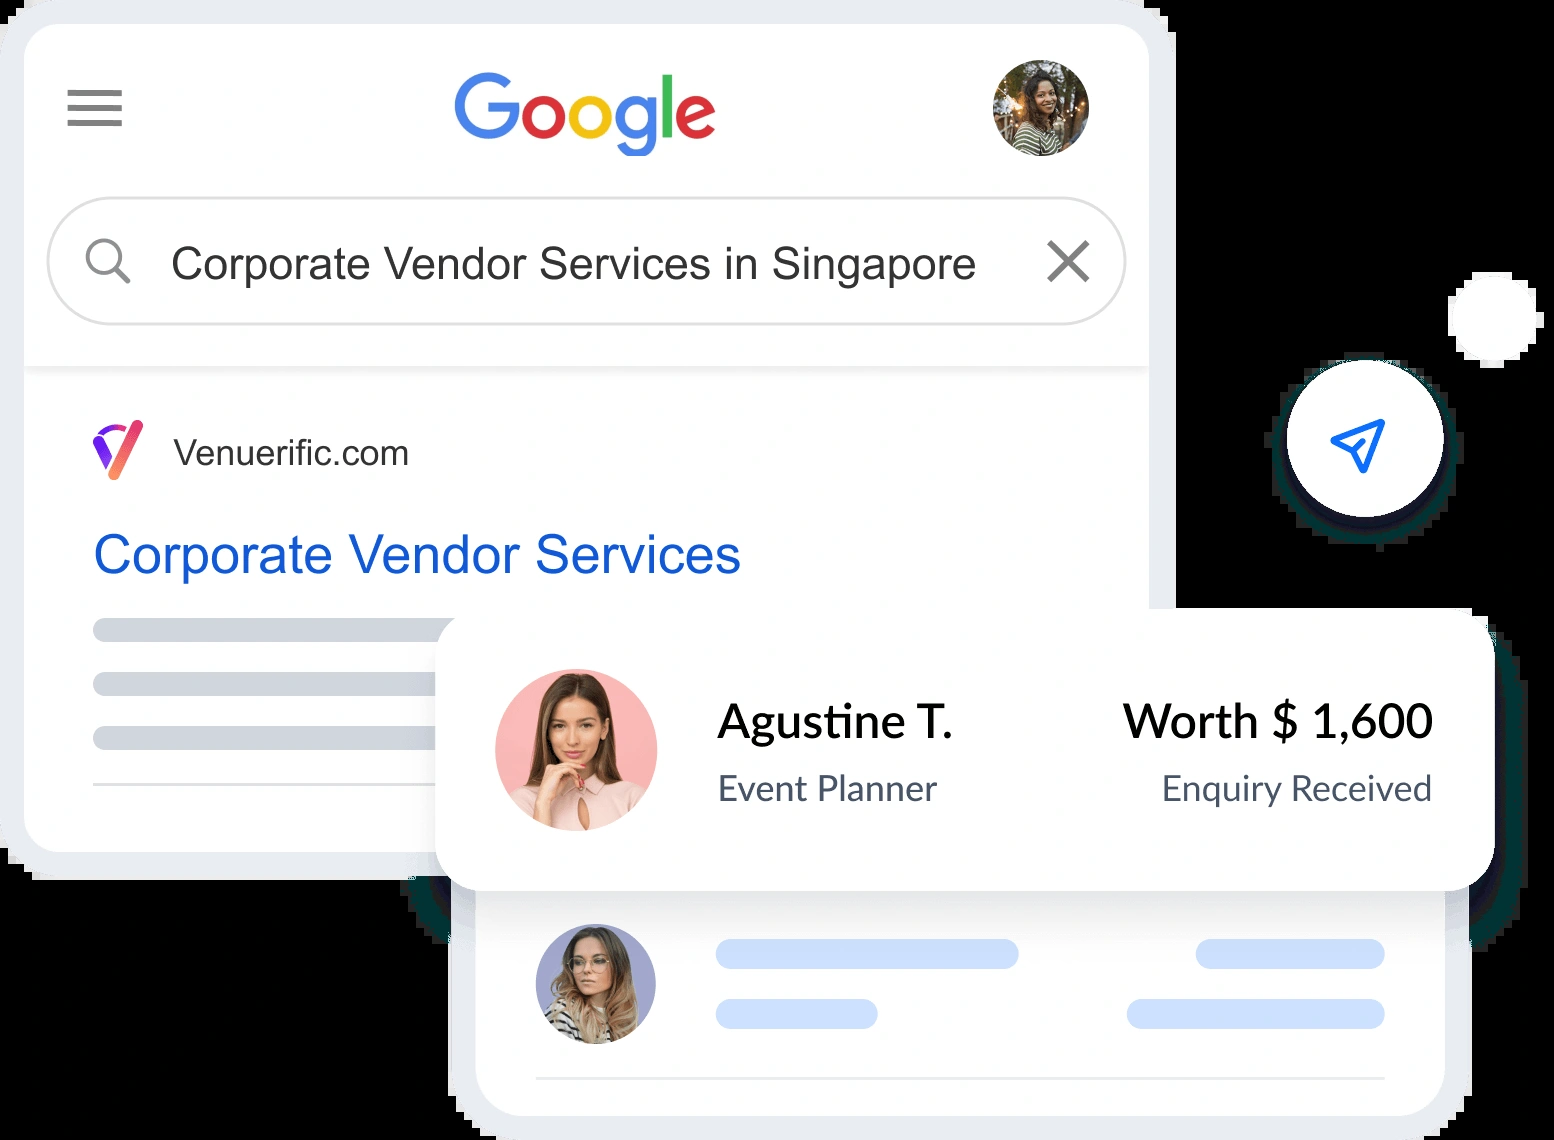 Google
Corporate Vendor Services in Singapore
Venuerific.com
Corporate Vendor Services
Agustine T.
Worth $ 1,600
Event Planner
Enquiry Received